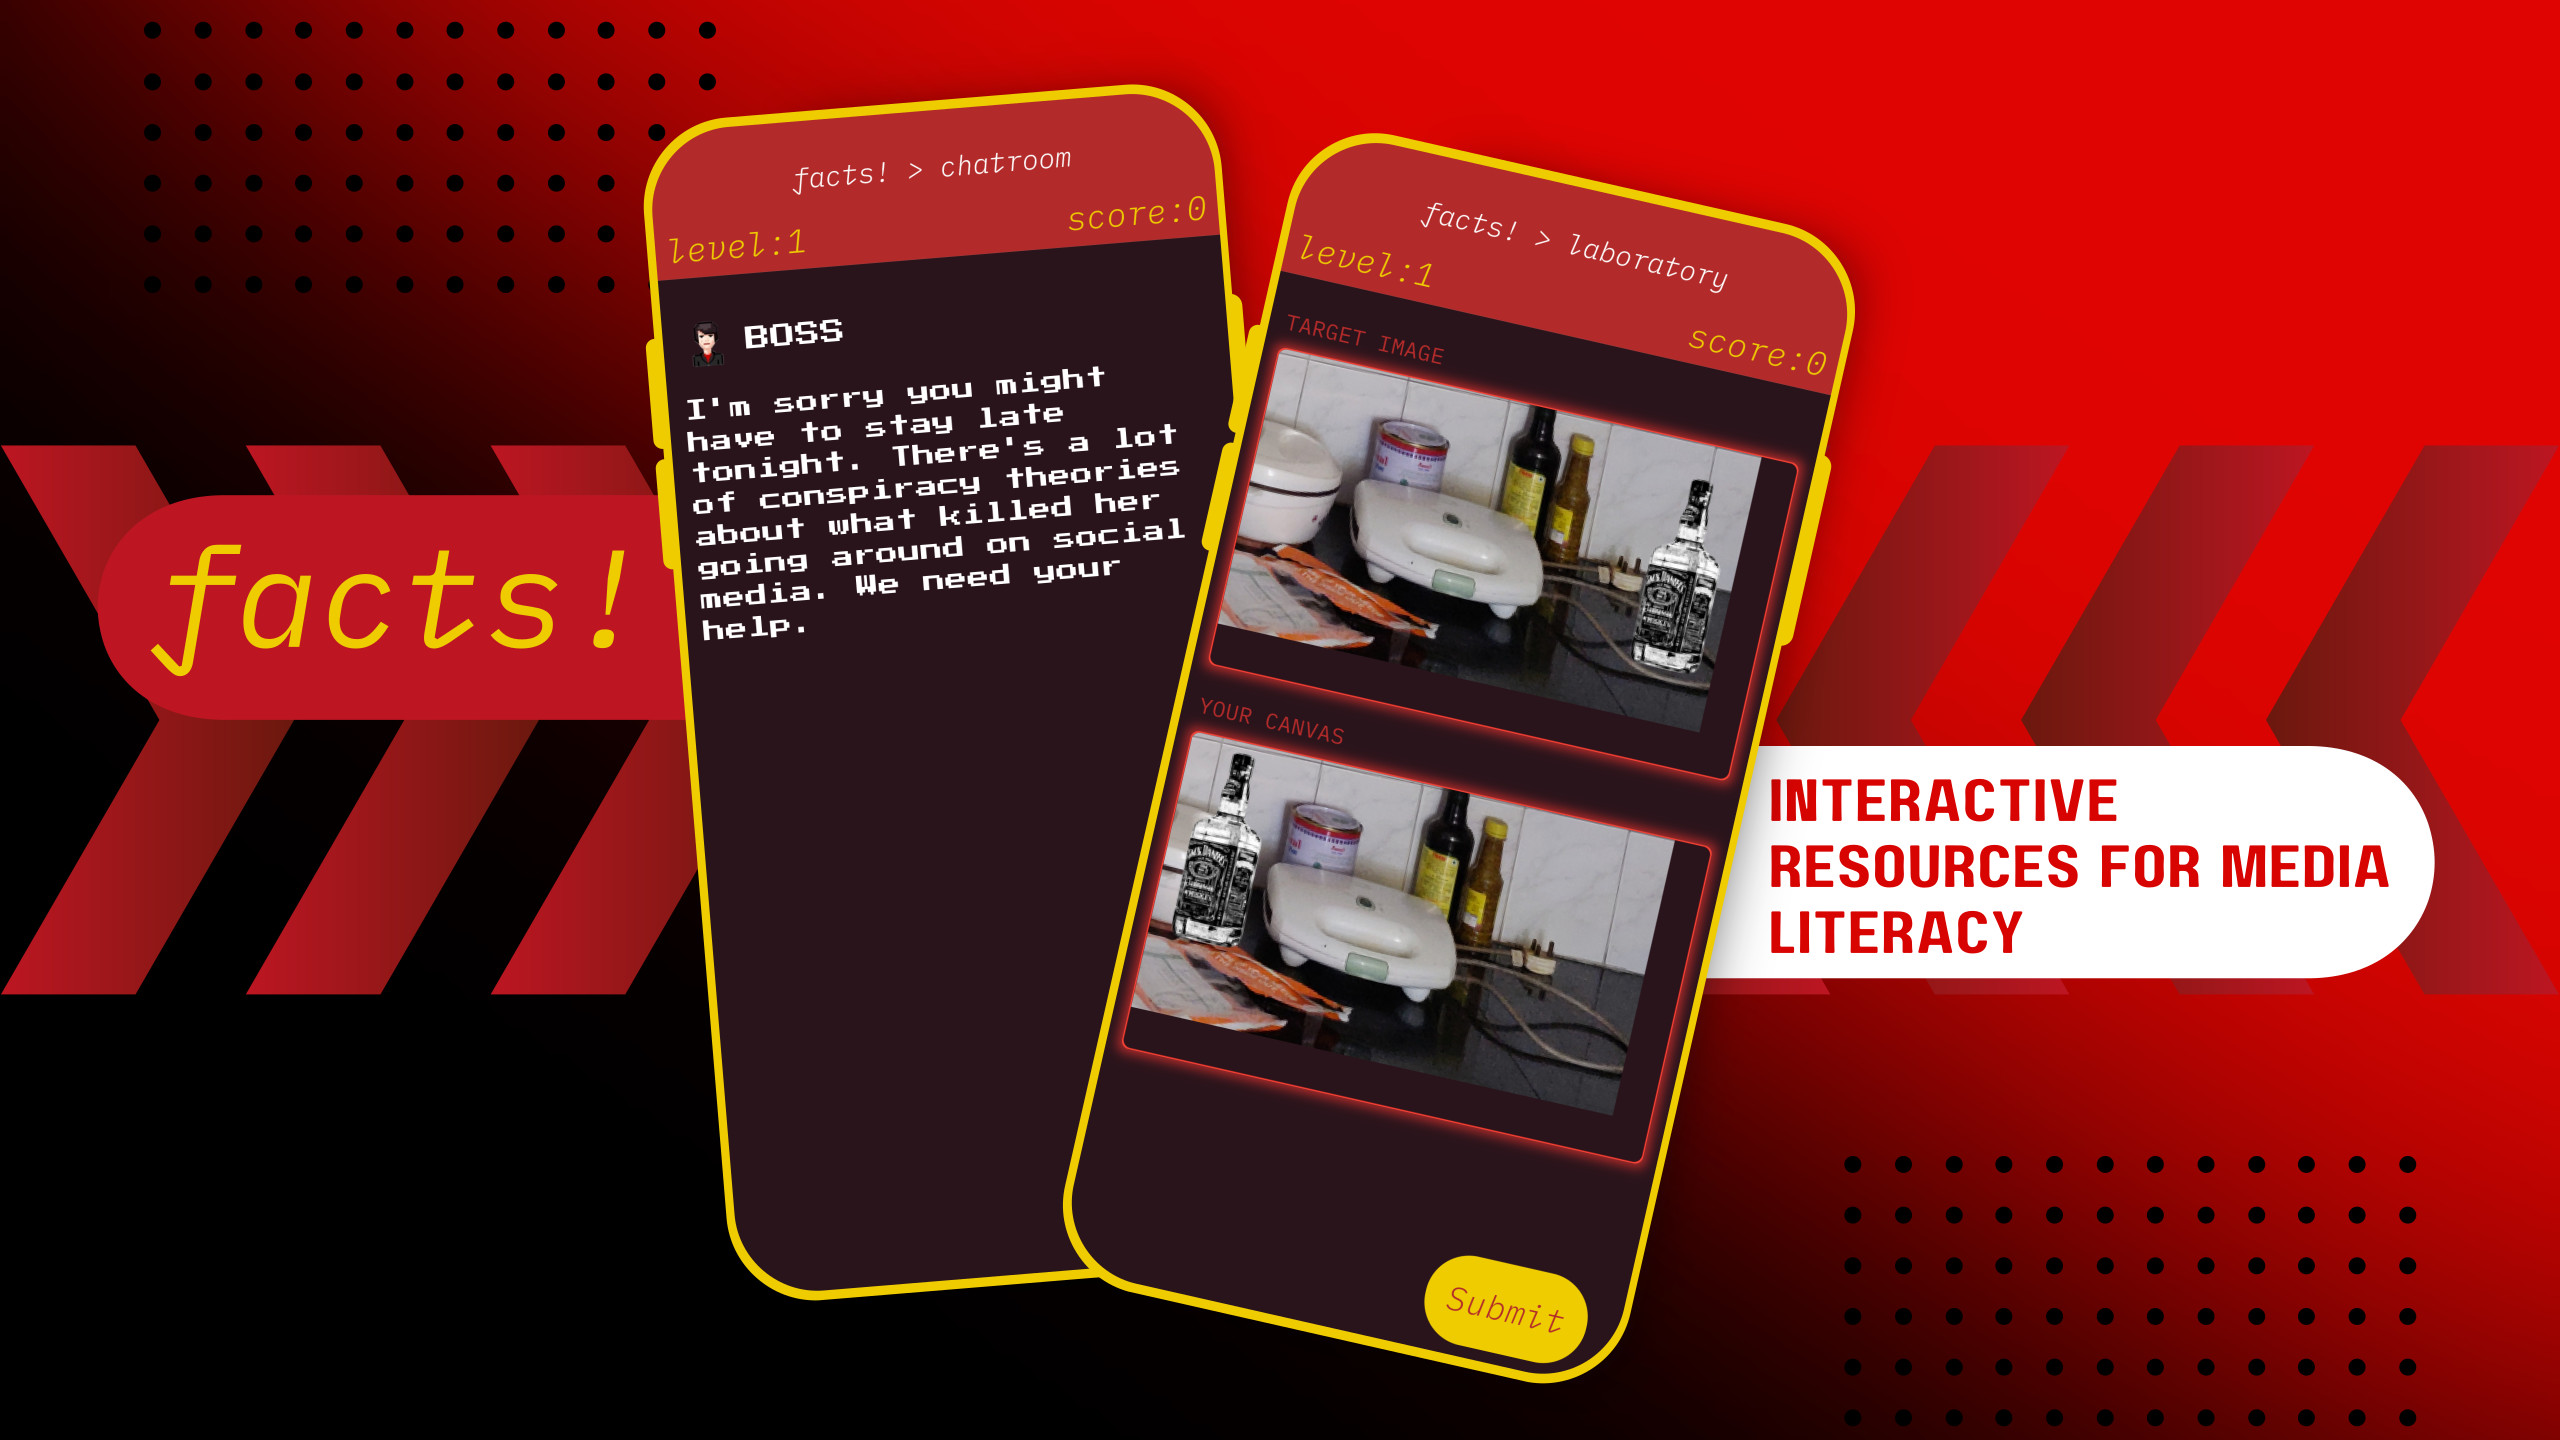 facts! > chatroom
level:1
score:0
BOSS
I'm sorry you might
have to stay late
tonight. There's a lot
of conspiracy theories
about what killed her
going around on social
media. We need your
help.
facts! > laboratory
level:1
score:0
TARGET IMAGE
YOUR CANVAS
Submit
facts!
INTERACTIVE
RESOURCES FOR MEDIA
LITERACY